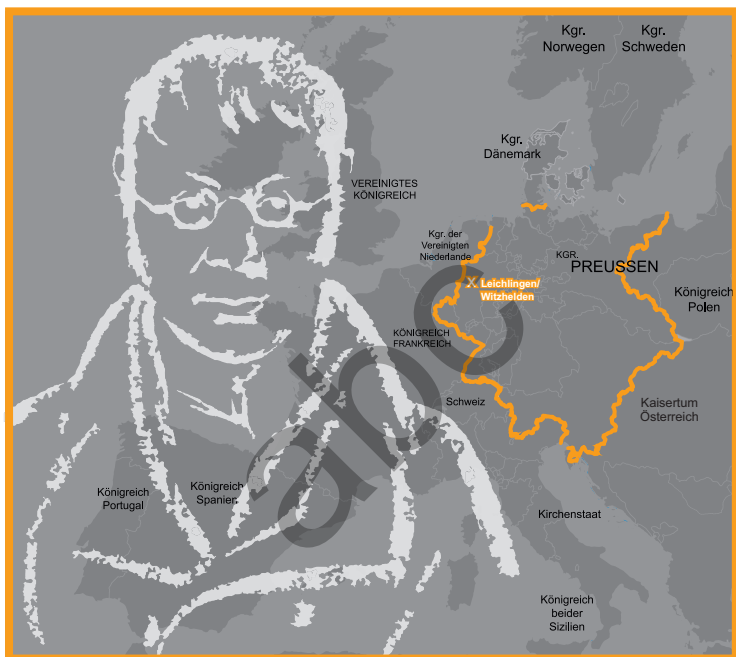 Kgr.
Norwegen
Kgr.
Schweden
Kgr.
Dänemark
VEREINIGTES
KÖNIGREICH
Kgr. der
Vereinigten
Niederlande
KGR.
PREUSSEN
Leichlingen/
Witzhelden
Königreich
Polen
KÖNIGREICH
FRANKREICH
Schweiz
Kaisertum
Österreich
Königreich
Portugal
Königreich
Spanien
Kirchenstaat
Königreich
beider
Sizilien
abc